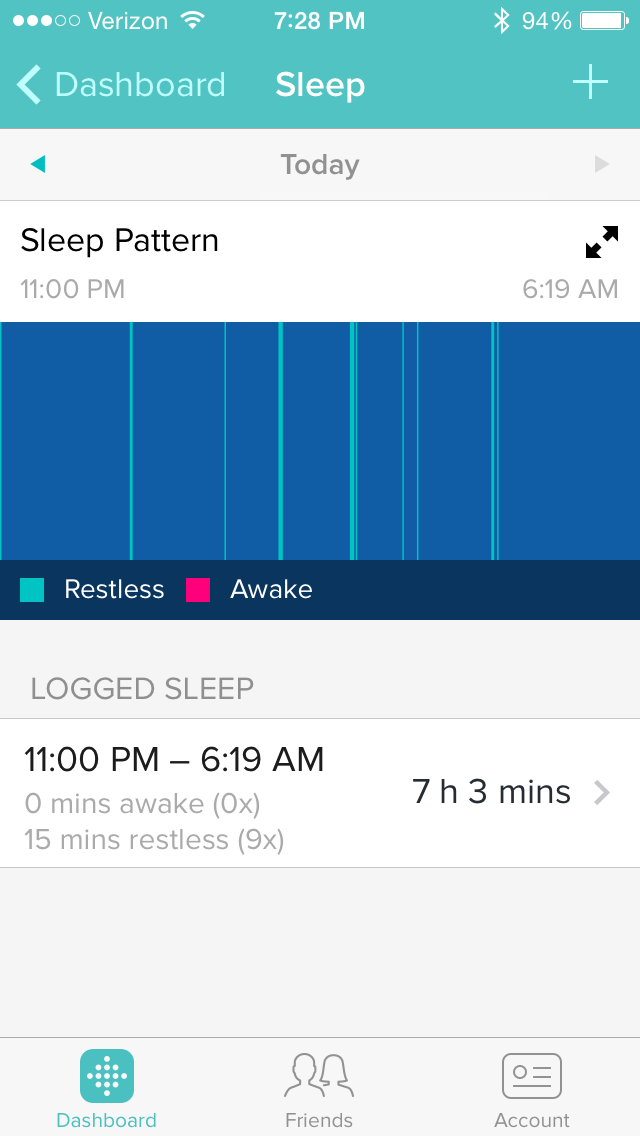 Verizon 7:28 PM 94%
Dashboard Sleep
Today
Sleep Pattern
11:00 PM 6:19 AM
Restless Awake
LOGGED SLEEP
11:00 PM – 6:19 AM
7 h 3 mins
0 mins awake (0x)
15 mins restless (9x)
Dashboard Friends Account